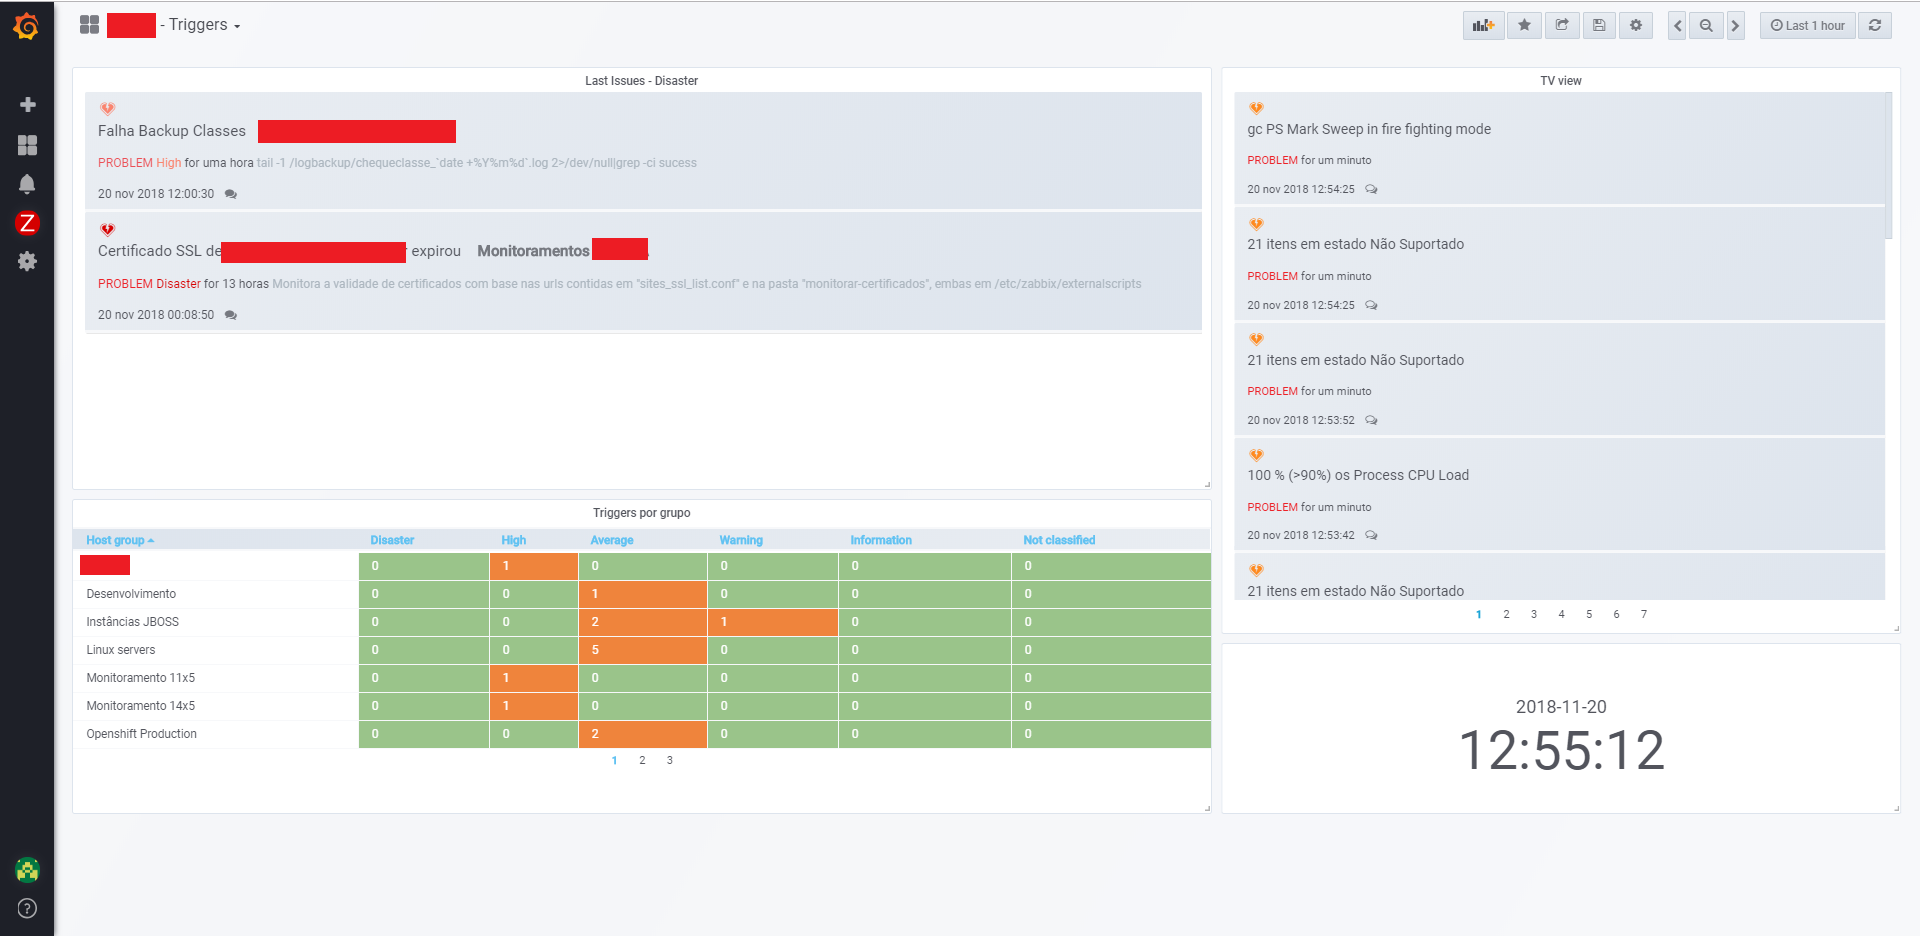 - Triggers
Last 1 hour
Last Issues - Disaster
Falha Backup Classes
PROBLEM High for uma hora tail -1 /logbackup/chequeclasse_`date +%Y%m%d`.log 2>/dev/null|grep -ci sucess
20 nov 2018 12:00:30
Certificado SSL de expirou Monitoramentos
PROBLEM Disaster for 13 horas Monitora a validade de certificados com base nas urls contidas em "sites_ssl_list.conf" e na pasta "monitorar-certificados", embas em /etc/zabbix/externalscripts
20 nov 2018 00:08:50
Triggers por grupo
Host group Disaster High Average Warning Information Not classified
0 1 0 0 0 0
Desenvolvimento 0 0 1 0 0 0
Instâncias JBOSS 0 0 2 1 0 0
Linux servers 0 0 5 0 0 0
Monitoramento 11x5 0 1 0 0 0 0
Monitoramento 14x5 0 1 0 0 0 0
Openshift Production 0 0 2 0 0 0
1 2 3
TV view
gc PS Mark Sweep in fire fighting mode
PROBLEM for um minuto
20 nov 2018 12:54:25
21 itens em estado Não Suportado
PROBLEM for um minuto
20 nov 2018 12:54:25
21 itens em estado Não Suportado
PROBLEM for um minuto
20 nov 2018 12:53:52
100 % (>90%) os Process CPU Load
PROBLEM for um minuto
20 nov 2018 12:53:42
21 itens em estado Não Suportado
1 2 3 4 5 6 7
2018-11-20
12:55:12
Z
?